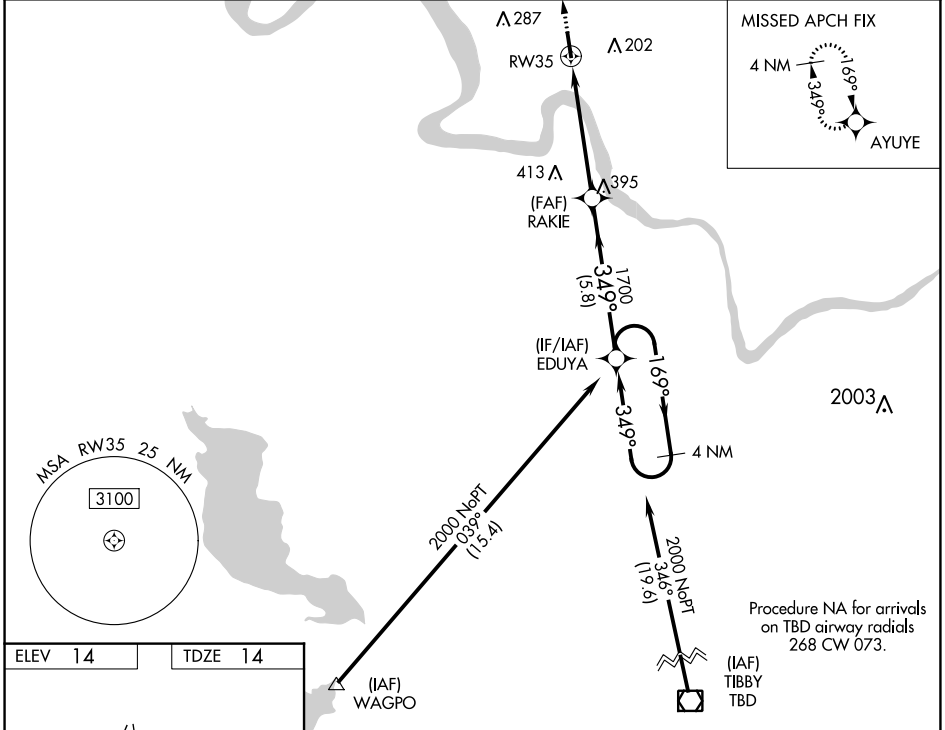 287
202
RW35
MISSED APCH FIX
4 NM
349°
169°
AYUYE
413
395
(FAF)
RAKIE
349°
1700
(5.8)
(IF/IAF)
EDUYA
169°
349°
4 NM
2003
MSA RW35 25 NM
3100
2000 NoPT
039°
(15.4)
2000 NoPT
346°
(19.6)
Procedure NA for arrivals
on TBD airway radials
268 CW 073.
ELEV 14
TDZE 14
(IAF)
WAGPO
(IAF)
TIBBY
TBD